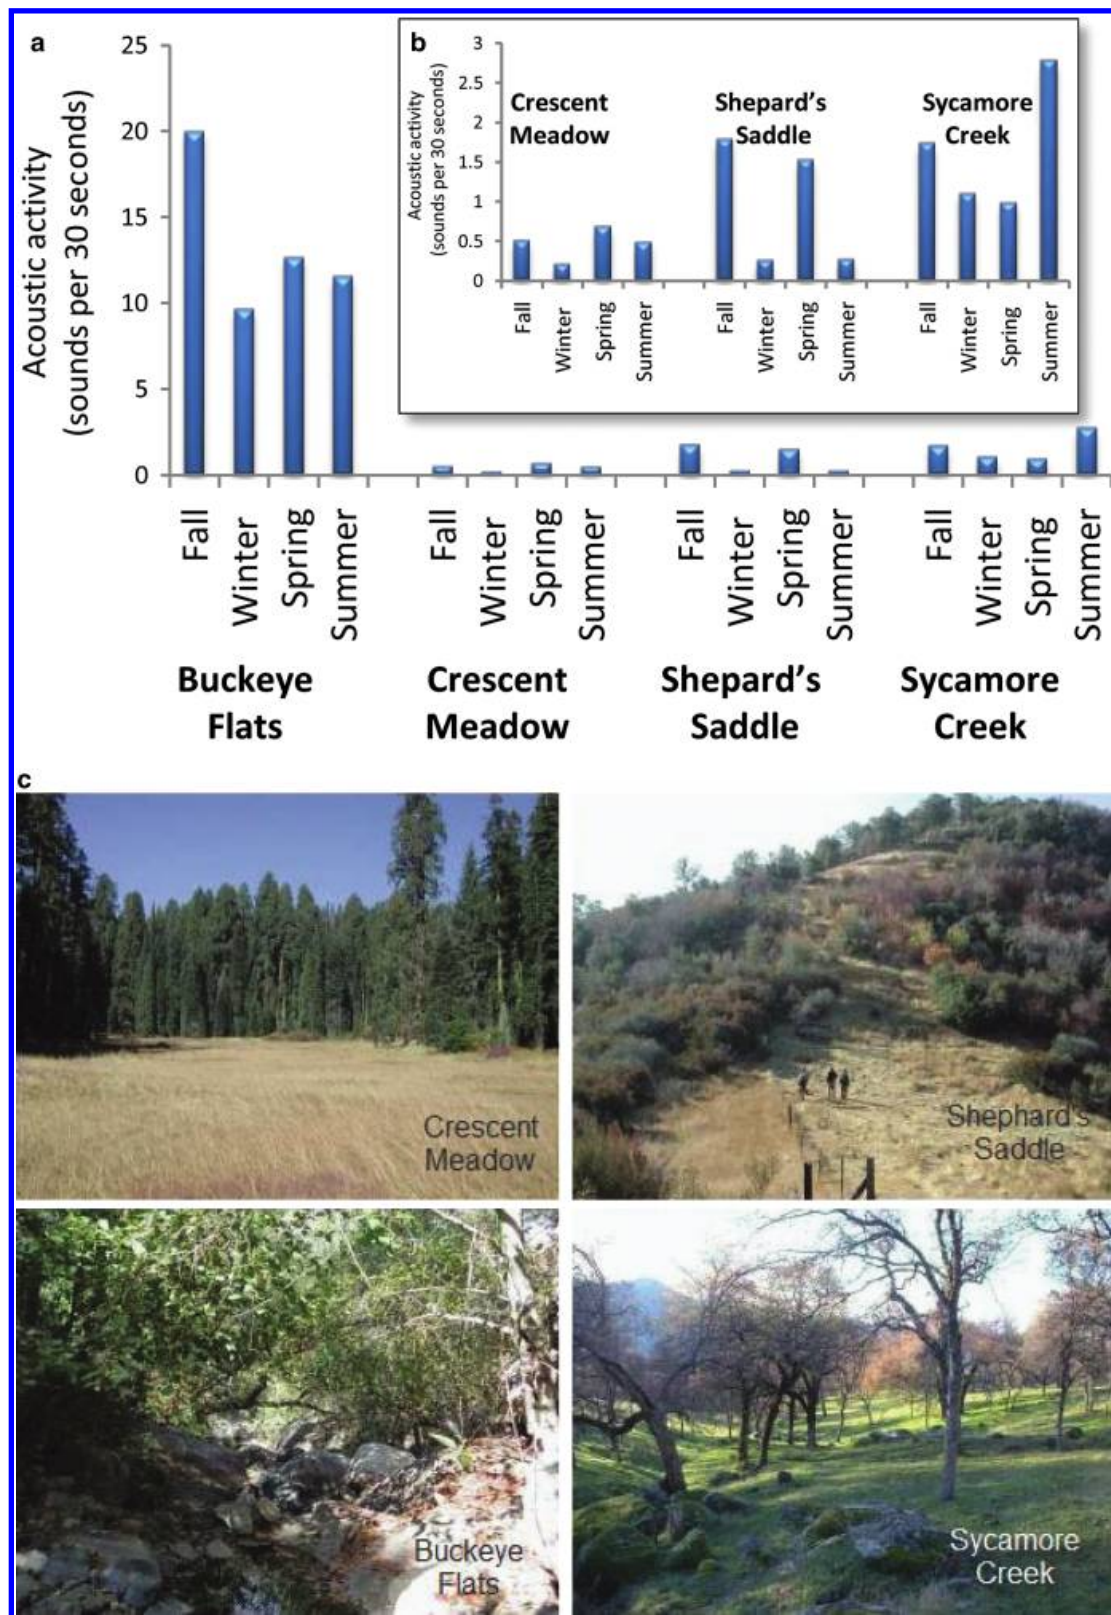 a
25
20
15
10
5
0
Acoustic activity
(sounds per 30 seconds)
b
3
2.5
2
1.5
1
0.5
0
Acoustic activity
(sounds per 30 seconds)
Crescent
Meadow
Shepard's
Saddle
Sycamore
Creek
Fall
Winter
Spring
Summer
Fall
Winter
Spring
Summer
Fall
Winter
Spring
Summer
Fall
Winter
Spring
Summer
Fall
Winter
Spring
Summer
Fall
Winter
Spring
Summer
Fall
Winter
Spring
Summer
Buckeye
Flats
Crescent
Meadow
Shepard's
Saddle
Sycamore
Creek
c
Crescent
Meadow
Shephard's
Saddle
Buckeye
Flats
Sycamore
Creek